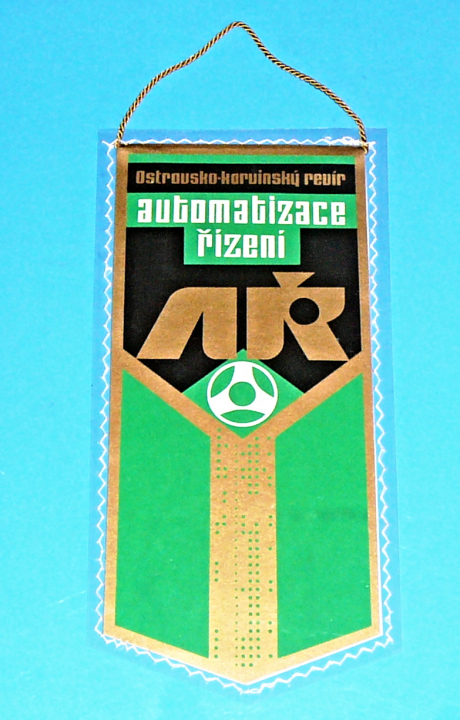 Ostravsko-karvinský revír
automatizace
řízení
AŘ